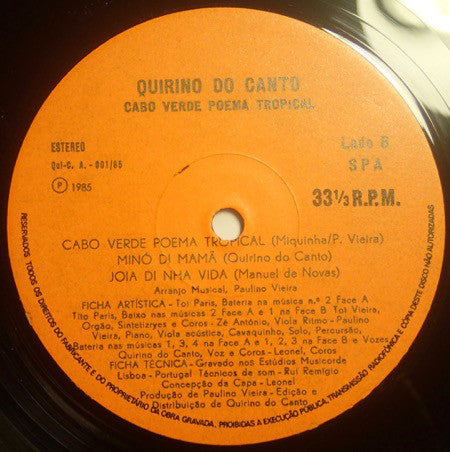 QUIRINO DO CANTO
CABO VERDE POEMA TROPICAL
ESTEREO
Qui-C. A. - 001/85
Ⓟ 1985
Lado B
SPA
33 1/3 R.P.M.
CABO VERDE POEMA TROPICAL (Miquinha/P. Vieira)
MINÓ DI MAMÃ (Quirino do Canto)
JOIA DI NHA VIDA (Manuel de Novas)
Arranjo Musical, Paulino Vieira
FICHA ARTÍSTICA - Toi Paris, Bateria na música n.º 2 Face A
Tito Paris, Baixo nas músicas 2 Face A e 1 na Face B Toi Vieira,
Orgão, Sintetizryes e Coros - Zé António, Viola Ritmo - Paulino
Vieira, Piano, Viola acústica, Cavaquinho, Solo, Percursão,
Bateria nas músicas 1, 3, 4 na Face A e 1, 2, 3 na Face B e Vozes
Quirino do Canto, Voz e Coros - Leonel, Coros
FICHA TÉCNICA - Gravado nos Estúdios Musicorde
Lisboa - Portugal Técnicos de som - Rui Remígio
Concepção da Capa - Leonel
Produção de Paulino Vieira - Edição e
Distribuição de Quirino do Canto
RESERVADOS TODOS OS DIREITOS DO FABRICANTE E DO PROPRIETÁRIO DA OBRA GRAVADA. PROIBIDAS A EXECUÇÃO PÚBLICA, TRANSMISSÃO RADIOFÓNICA E CÓPIA DESTE DISCO NÃO AUTORIZADAS